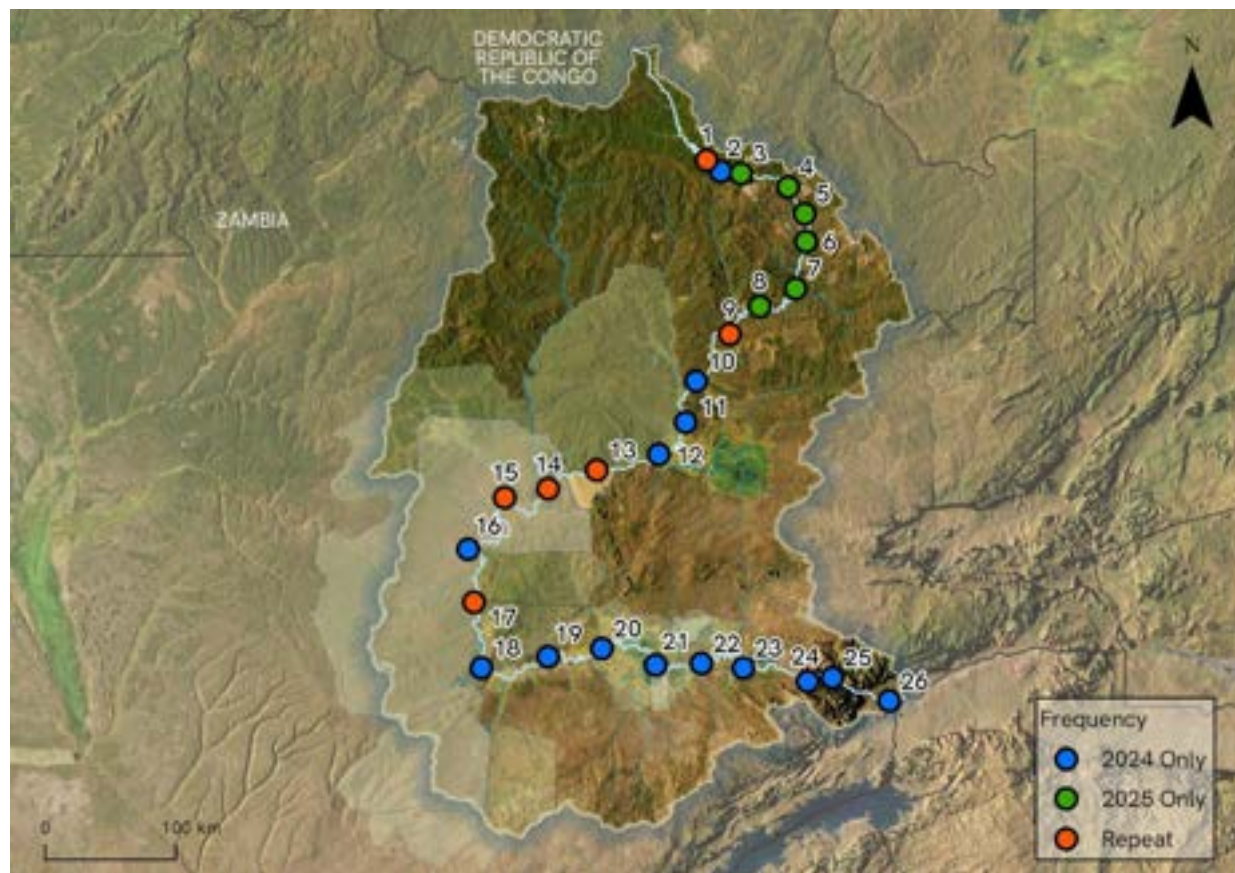 DEMOCRATIC
REPUBLIC OF
THE CONGO
N
ZAMBIA
1
2
3
4
5
6
7
8
9
10
11
12
13
14
15
16
17
18
19
20
21
22
23
24
25
26
Frequency
2024 Only
2025 Only
Repeat
0 100 km